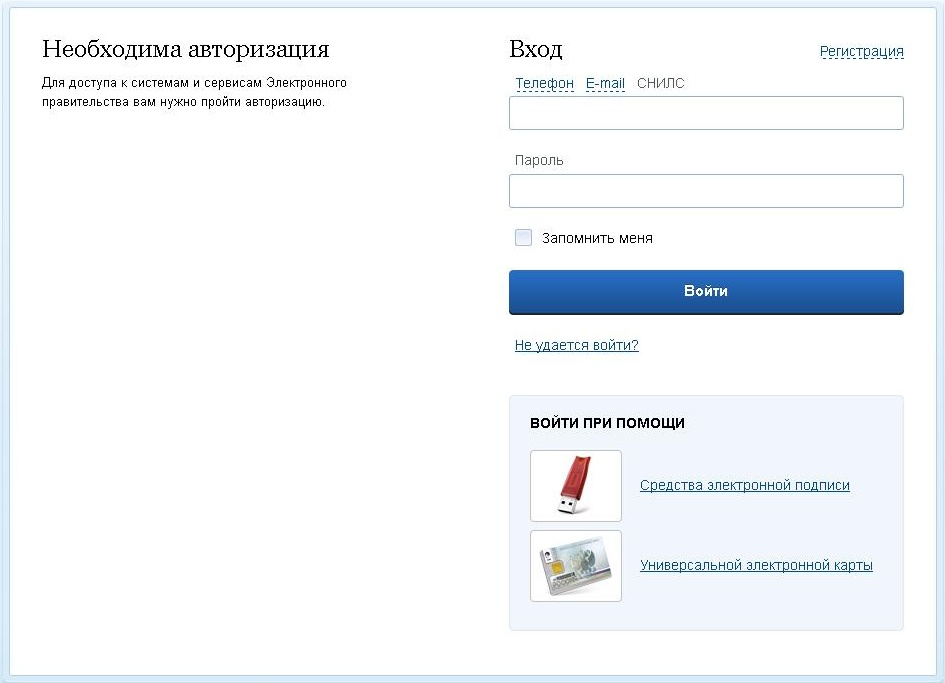 Необходима авторизация
Для доступа к системам и сервисам Электронного
правительства вам нужно пройти авторизацию.
Вход
Регистрация
Телефон E-mail СНИЛС
Пароль
Запомнить меня
Войти
Не удается войти?
ВОЙТИ ПРИ ПОМОЩИ
Средства электронной подписи
Универсальной электронной карты